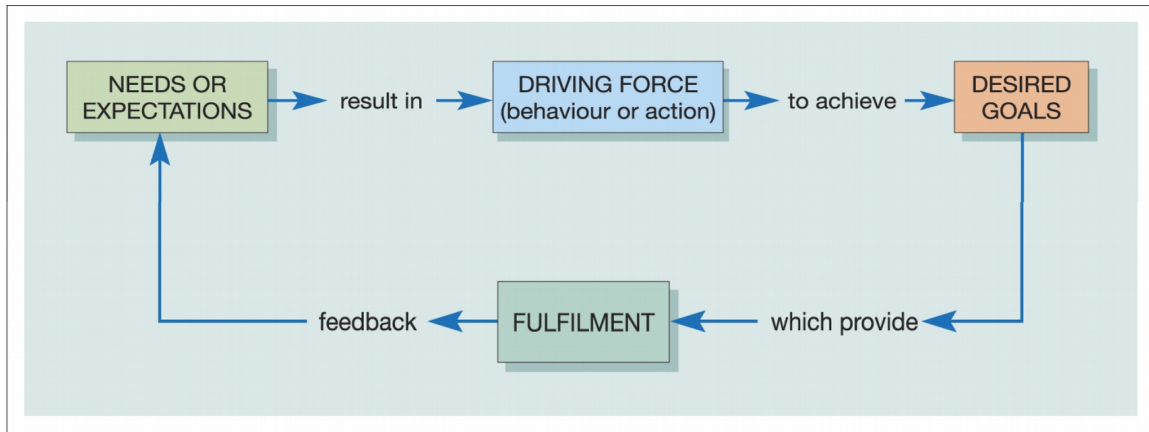 NEEDS OR
EXPECTATIONS
result in
DRIVING FORCE
(behaviour or action)
to achieve
DESIRED
GOALS
which provide
FULFILMENT
feedback